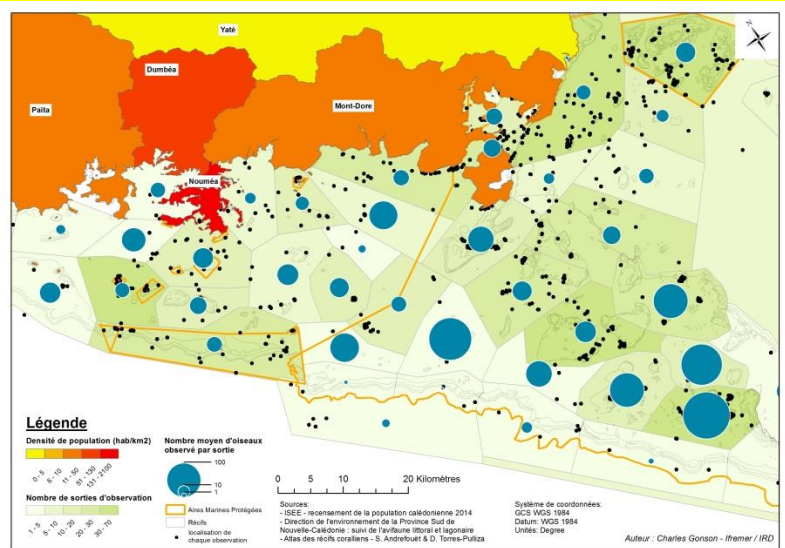 Yaté
N
Dumbéa
Païta
Mont-Dore
Nouméa
Légende
Densité de population (hab/km2)
0 - 5
6 - 10
11 - 50
51 - 130
131 - 2100
Nombre de sorties d'observation
1 - 5
5 - 10
10 - 20
20 - 30
30 - 70
Nombre moyen d'oiseaux
observé par sortie
100
10
1
Aires Marines Protégées
Récifs
localisation de
chaque observation
0 5 10 20 Kilomètres
Sources:
- ISEE - recensement de la population calédonienne 2014
- Direction de l'environnement de la Province Sud de
Nouvelle-Calédonie : suivi de l'avifaune littoral et lagonaire
- Atlas des récifs coralliens - S. Andrefouët & D. Torres-Pulliza
Système de coordonnées:
GCS WGS 1984
Datum: WGS 1984
Unités: Degree
Auteur : Charles Gonson - Ifremer / IRD